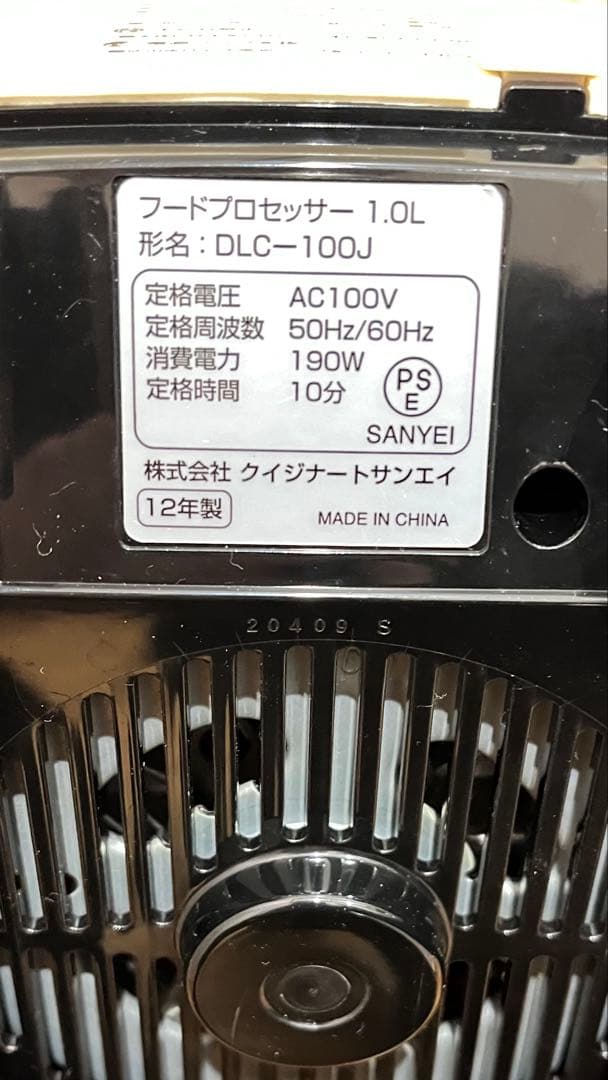 フードプロセッサー 1.0L
形名：DLC－100J
定格電圧 AC100V
定格周波数 50Hz/60Hz
消費電力 190W
定格時間 10分
PS
E
SANYEI
株式会社 クイジナートサンエイ
12年製
MADE IN CHINA
20409 S